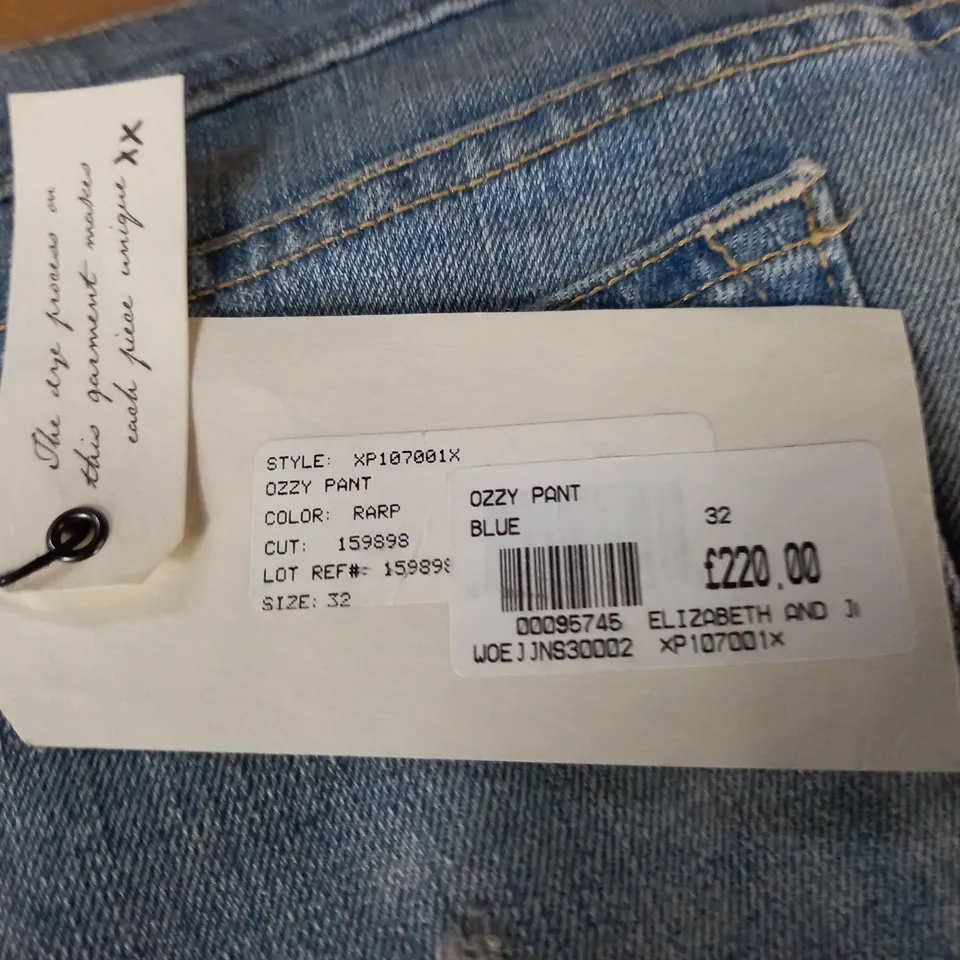 The dye process on
this garment makes
each piece unique xx
STYLE: XP107001X
OZZY PANT
COLOR: RARP
CUT: 159898
LOT REF#: 159898
SIZE: 32
OZZY PANT
BLUE 32
£220.00
00095745 ELIZABETH AND
WOEJJNS30002 XP107001X